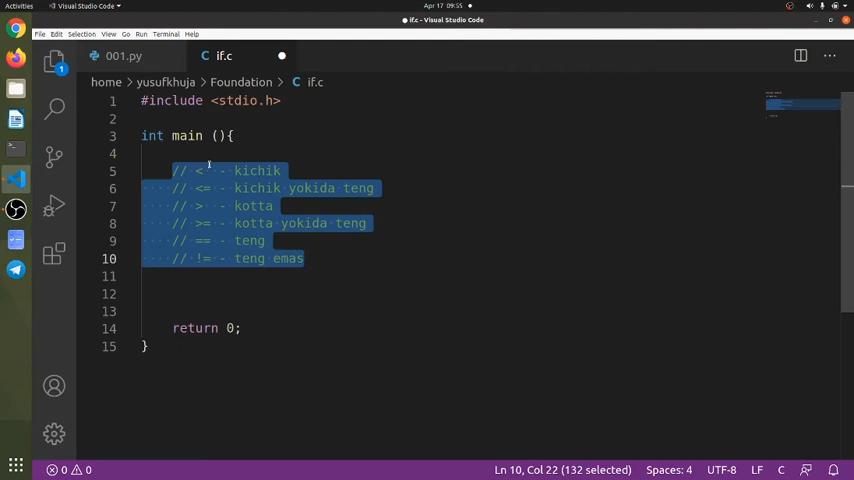 Activities
Visual Studio Code
Apr 17 09:55
if.c - Visual Studio Code
File Edit Selection View Go Run Terminal Help
001.py
if.c
home > yusufkhuja > Foundation > if.c
1 #include <stdio.h>
2
3 int main (){
4
5 // < - kichik
6 // <= - kichik yokida teng
7 // > - kotta
8 // >= - kotta yokida teng
9 // == - teng
10 // != - teng emas
11
12
13
14 return 0;
15 }
1
0 0
Ln 10, Col 22 (132 selected) Spaces: 4 UTF-8 LF C